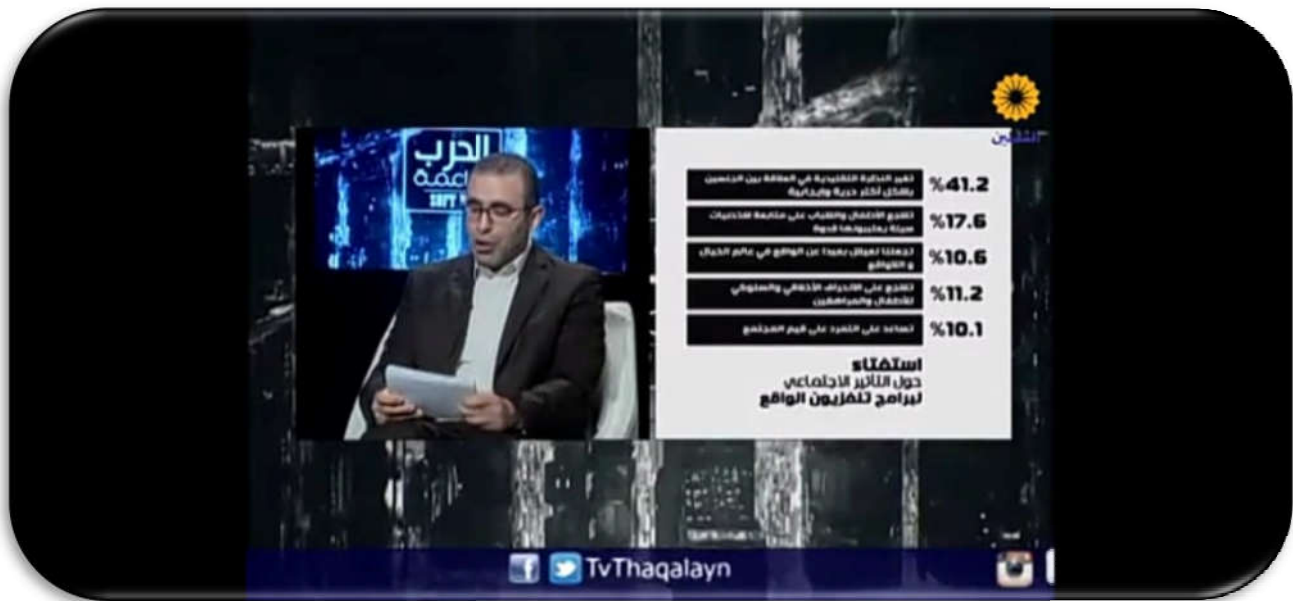 الثقلين
الحرب
SOFT
%41.2
تغير النظرة التقليدية في العلاقة بين الجنسين
بشكل أكثر حرية وإيجابية
%17.6
تشجع الأطفال والشباب على متابعة شخصيات
سيئة يعتبرونها قدوة
%10.6
تجعلنا نعيش بعيدا عن الواقع في عالم الخيال
و اللاواقع
%11.2
تشجع على الانحراف الأخلاقي والسلوكي
للأطفال والمراهقين
%10.1
تساعد على التمرد على قيم المجتمع
استفتاء
حول التأثير الاجتماعي
لبرامج تلفزيون الواقع
TvThaqalayn